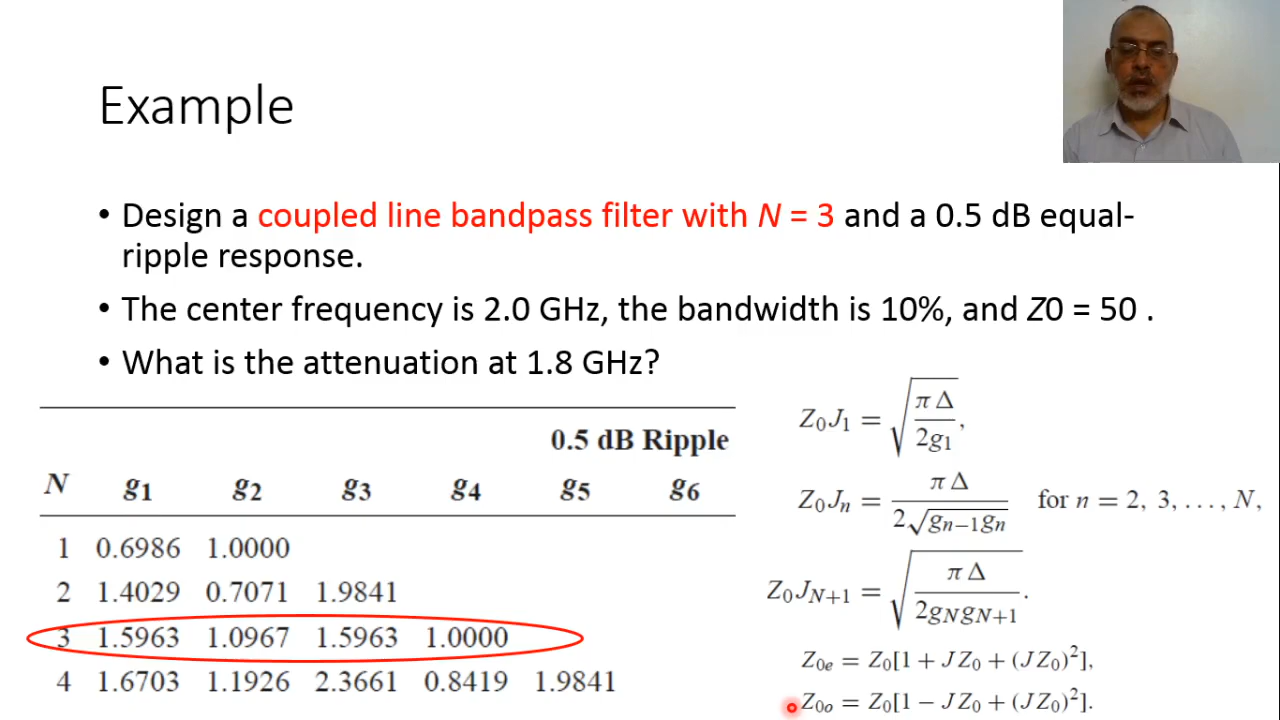 Example
• Design a coupled line bandpass filter with N = 3 and a 0.5 dB equal-
ripple response.
• The center frequency is 2.0 GHz, the bandwidth is 10%, and Z0 = 50 .
• What is the attenuation at 1.8 GHz?
0.5 dB Ripple
N g1 g2 g3 g4 g5 g6
1 0.6986 1.0000
2 1.4029 0.7071 1.9841
3 1.5963 1.0967 1.5963 1.0000
4 1.6703 1.1926 2.3661 0.8419 1.9841
Z0J1 = √(πΔ / 2g1),
Z0Jn = πΔ / 2√(gn−1gn) for n = 2, 3, . . . , N,
Z0JN+1 = √(πΔ / 2gNgN+1).
Z0e = Z0[1 + JZ0 + (JZ0)²],
Z0o = Z0[1 − JZ0 + (JZ0)²].